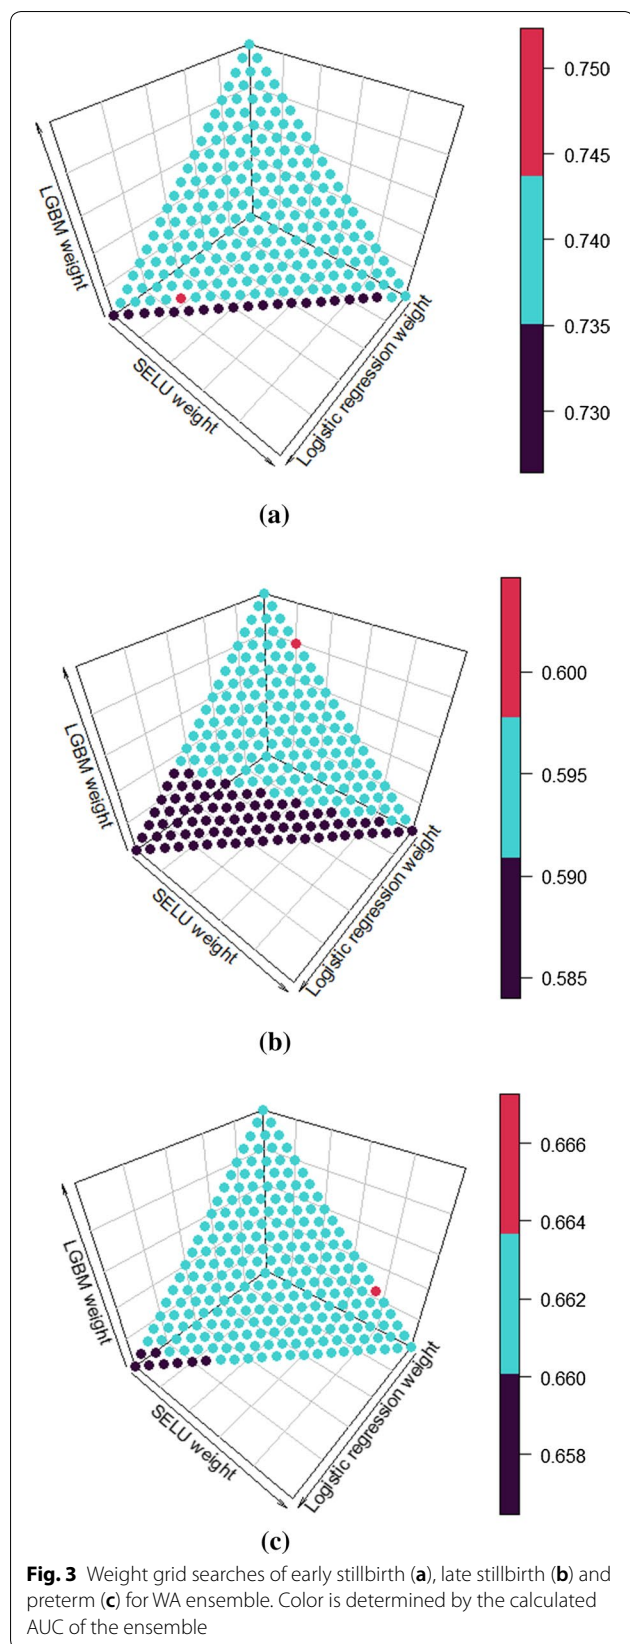 0.750
0.745
0.740
0.735
0.730
LGBM weight
SELU weight
Logistic regression weight
(a)
0.600
0.595
0.590
0.585
LGBM weight
SELU weight
Logistic regression weight
(b)
0.666
0.664
0.662
0.660
0.658
LGBM weight
SELU weight
Logistic regression weight
(c)
Fig. 3 Weight grid searches of early stillbirth (a), late stillbirth (b) and
preterm (c) for WA ensemble. Color is determined by the calculated
AUC of the ensemble